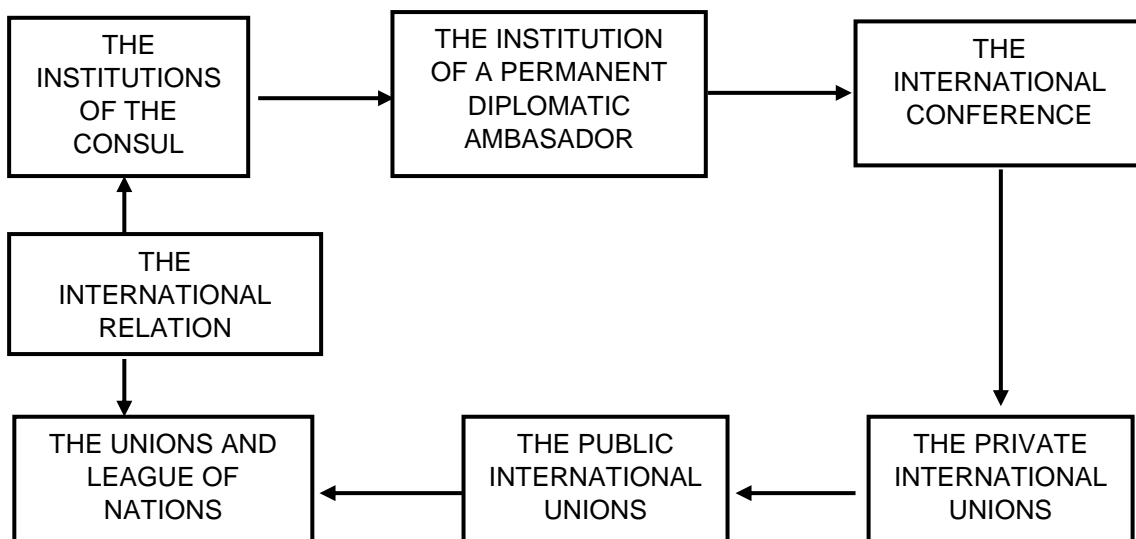 THE
INSTITUTIONS
OF THE
CONSUL
THE INSTITUTION
OF A PERMANENT
DIPLOMATIC
AMBASADOR
THE
INTERNATIONAL
CONFERENCE
THE
INTERNATIONAL
RELATION
THE UNIONS AND
LEAGUE OF
NATIONS
THE PUBLIC
INTERNATIONAL
UNIONS
THE PRIVATE
INTERNATIONAL
UNIONS